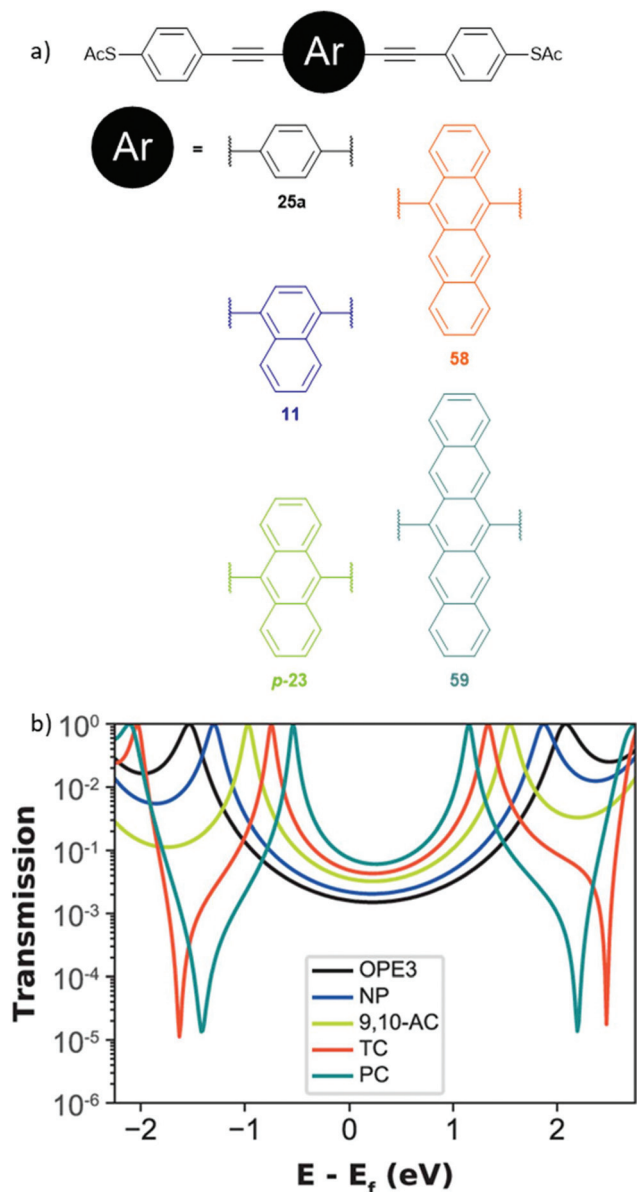 a)
AcS
Ar
SAc
Ar
=
25a
58
11
59
p-23
b)
Transmission
10⁰
10⁻²
10⁻¹
10⁻³
10⁻⁴
10⁻⁵
10⁻⁶
OPE3
NP
9,10-AC
TC
PC
−2
−1
0
1
2
E - E_f (eV)